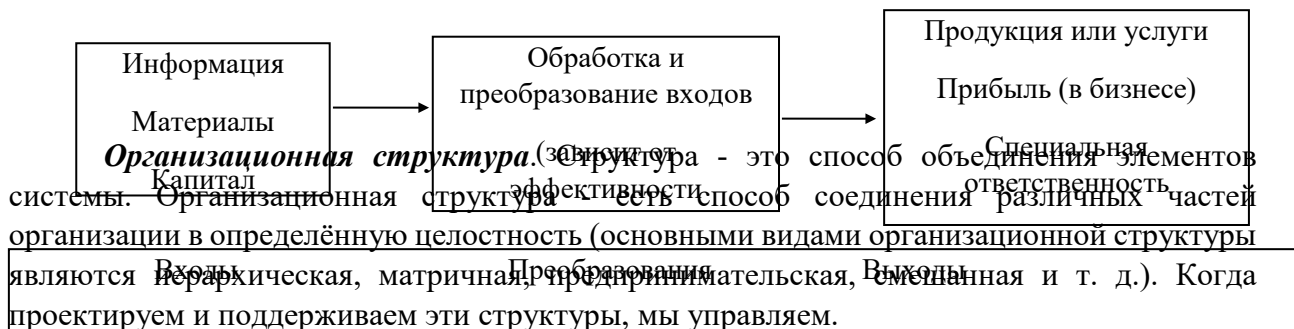 Информация
Материалы
Капитал
Обработка и
преобразование входов
(зависит от
эффективности
Продукция или услуги
Прибыль (в бизнесе)
Специальная
ответственность
Организационная структура. Структура - это способ объединения элементов
системы. Организационная структура - есть способ соединения различных частей
организации в определённую целостность (основными видами организационной структуры
являются иерархическая, матричная, предпринимательская, смешанная и т. д.). Когда
проектируем и поддерживаем эти структуры, мы управляем.
Входы
Преобразования
Выходы